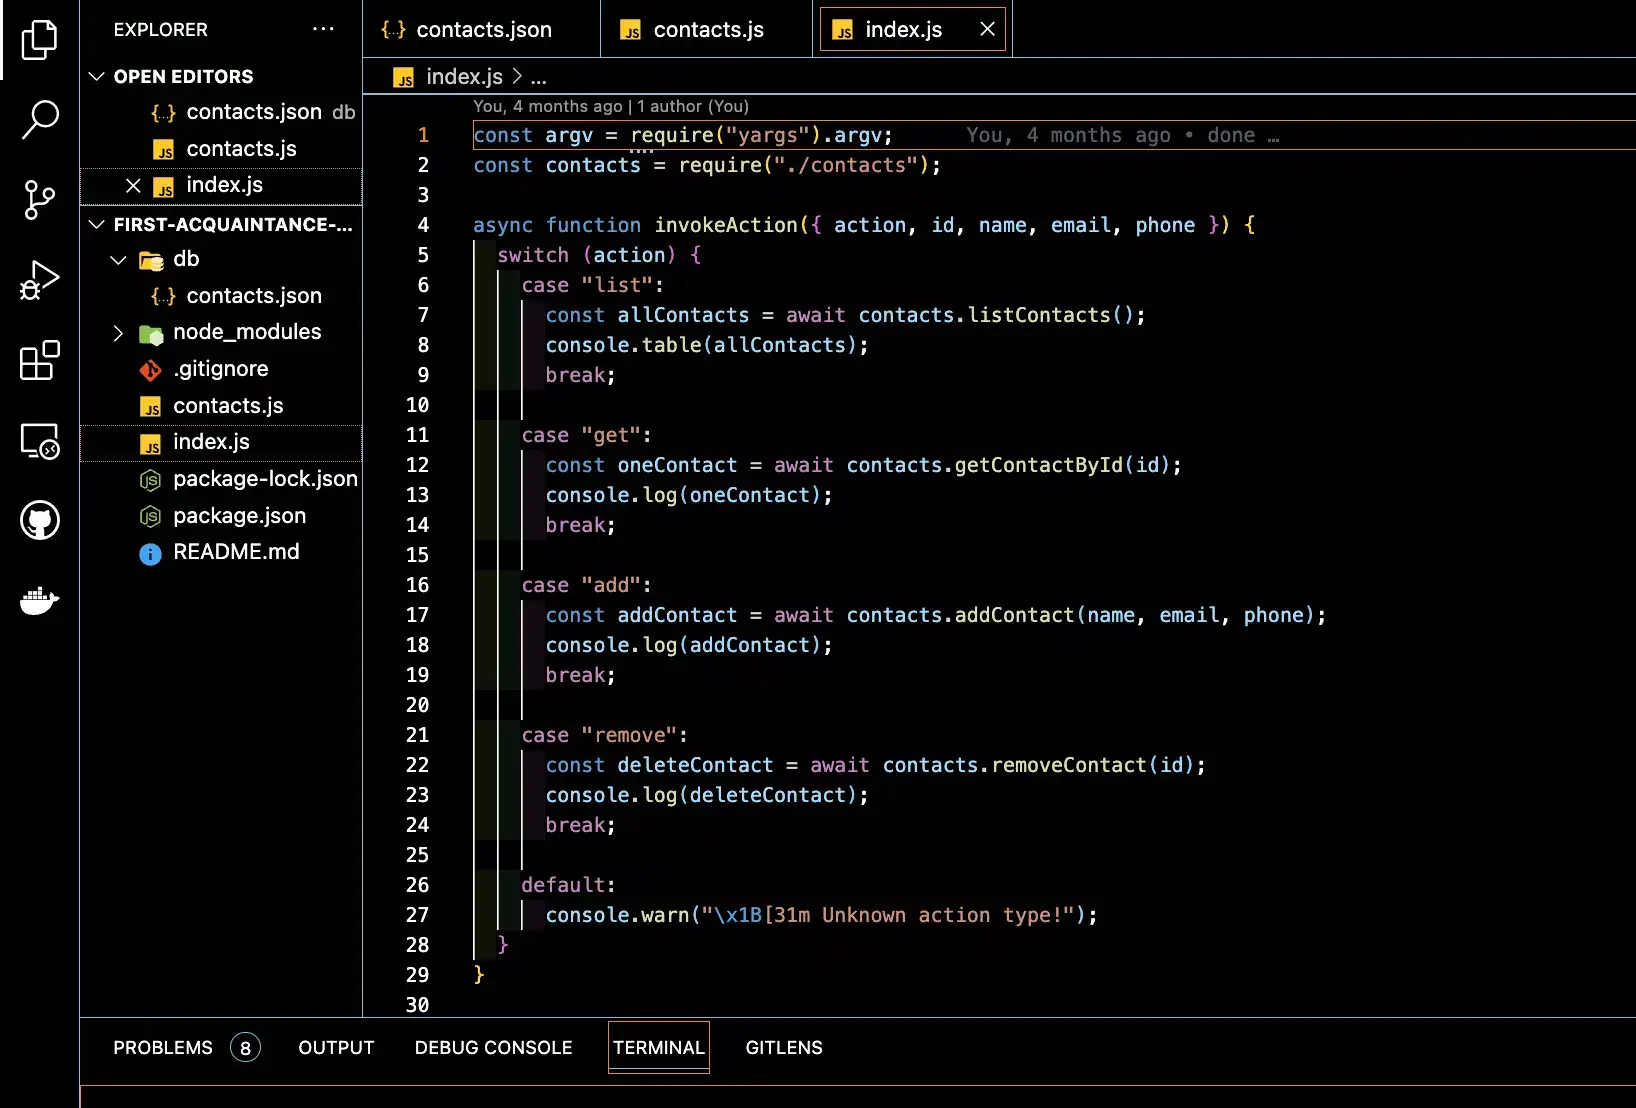 EXPLORER ...
OPEN EDITORS
{..} contacts.json db
JS contacts.js
JS index.js
FIRST-ACQUAINTANCE-...
db
{..} contacts.json
node_modules
.gitignore
JS contacts.js
JS index.js
package-lock.json
package.json
README.md
{..} contacts.json
JS contacts.js
JS index.js
JS index.js > ...
You, 4 months ago | 1 author (You)
1 const argv = require("yargs").argv; You, 4 months ago • done …
2 const contacts = require("./contacts");
3
4 async function invokeAction({ action, id, name, email, phone }) {
5 switch (action) {
6 case "list":
7 const allContacts = await contacts.listContacts();
8 console.table(allContacts);
9 break;
10
11 case "get":
12 const oneContact = await contacts.getContactById(id);
13 console.log(oneContact);
14 break;
15
16 case "add":
17 const addContact = await contacts.addContact(name, email, phone);
18 console.log(addContact);
19 break;
20
21 case "remove":
22 const deleteContact = await contacts.removeContact(id);
23 console.log(deleteContact);
24 break;
25
26 default:
27 console.warn("\x1B[31m Unknown action type!");
28 }
29 }
30
PROBLEMS 8 OUTPUT DEBUG CONSOLE TERMINAL GITLENS